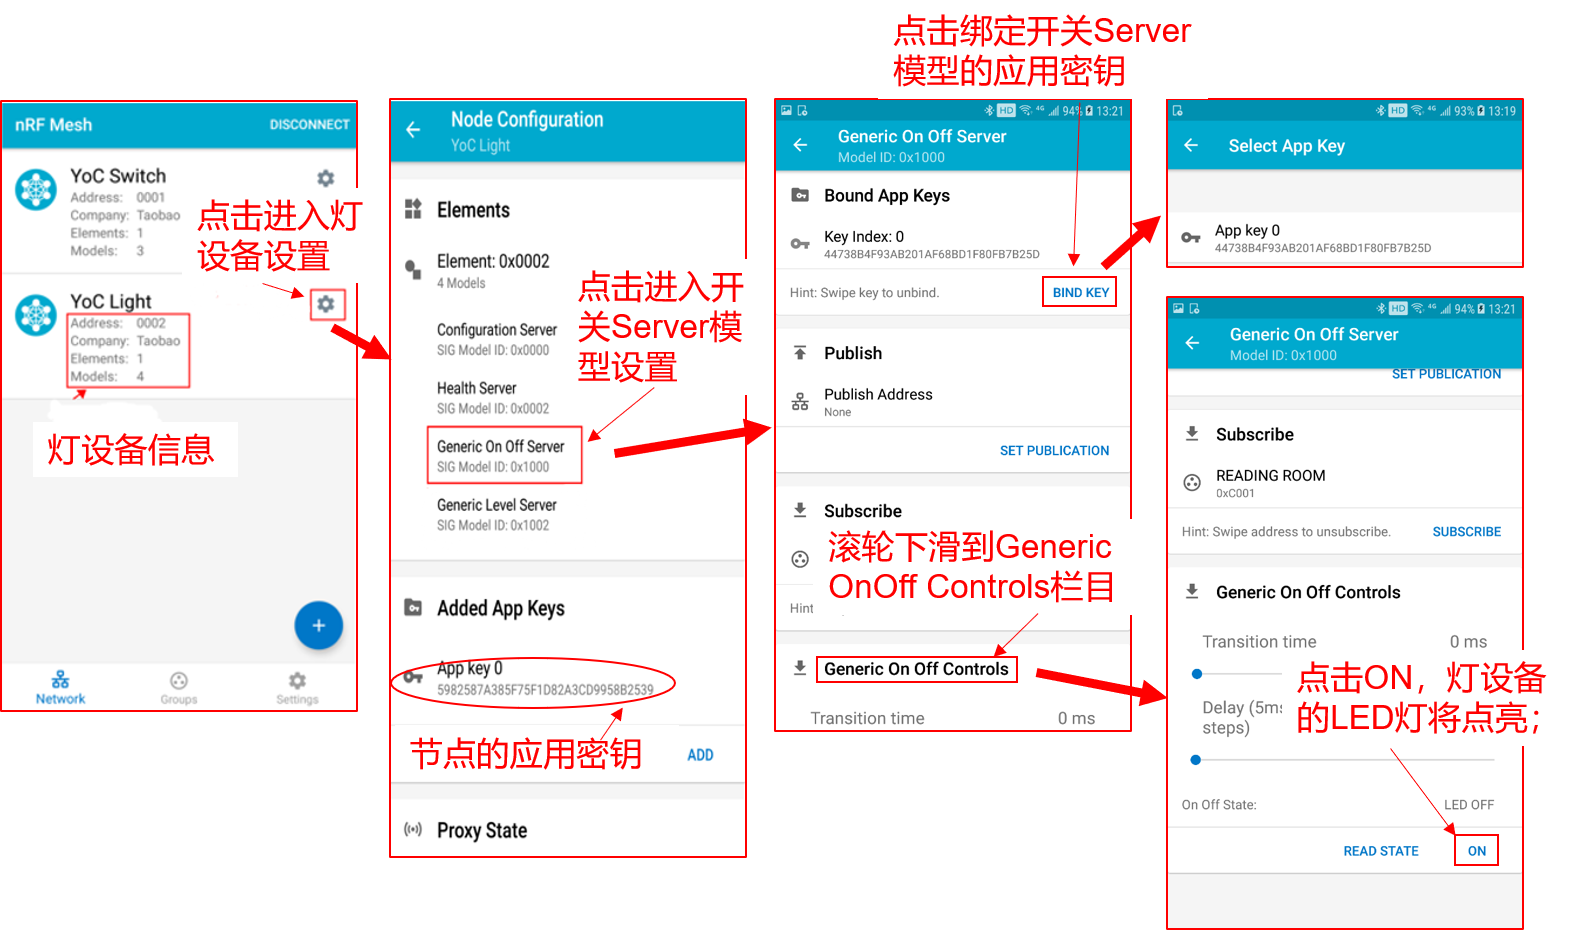 点击绑定开关Server
模型的应用密钥
nRF Mesh
DISCONNECT
YoC Switch
Address: 0001
Company: Taobao
Elements: 1
Models: 3
点击进入灯
设备设置
YoC Light
Address: 0002
Company: Taobao
Elements: 1
Models: 4
灯设备信息
+
Network
Groups
Settings
Node Configuration
YoC Light
Elements
Element: 0x0002
4 Models
Configuration Server
SIG Model ID: 0x0000
Health Server
SIG Model ID: 0x0002
Generic On Off Server
SIG Model ID: 0x1000
Generic Level Server
SIG Model ID: 0x1002
点击进入开
关Server模
型设置
Added App Keys
App key 0
5982587A385F75F1D82A3CD9958B2539
节点的应用密钥
ADD
Proxy State
HD 4G 94% 13:21
Generic On Off Server
Model ID: 0x1000
Bound App Keys
Key Index: 0
44738B4F93AB201AF68BD1F80FB7B25D
Hint: Swipe key to unbind.
BIND KEY
Publish
Publish Address
None
SET PUBLICATION
Subscribe
滚轮下滑到Generic
OnOff Controls栏目
Hint
Generic On Off Controls
Transition time 0 ms
HD 4G 93% 13:19
Select App Key
App key 0
44738B4F93AB201AF68BD1F80FB7B25D
HD 4G 94% 13:21
Generic On Off Server
Model ID: 0x1000
SET PUBLICATION
Subscribe
READING ROOM
0xC001
Hint: Swipe address to unsubscribe.
SUBSCRIBE
Generic On Off Controls
Transition time 0 ms
点击ON，灯设备
的LED灯将点亮；
Delay (5ms
steps)
On Off State: LED OFF
READ STATE
ON